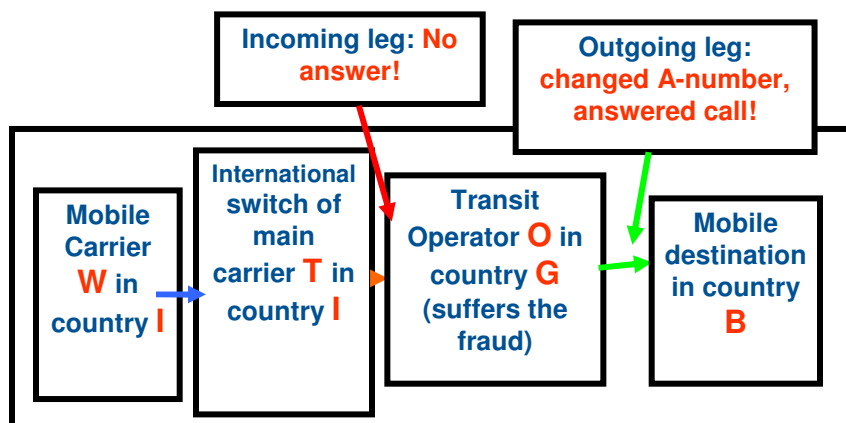 Incoming leg: No
answer!
Outgoing leg:
changed A-number,
answered call!
Mobile
Carrier
W in
country I
International
switch of
main
carrier T in
country I
Transit
Operator O in
country G
(suffers the
fraud)
Mobile
destination
in country
B